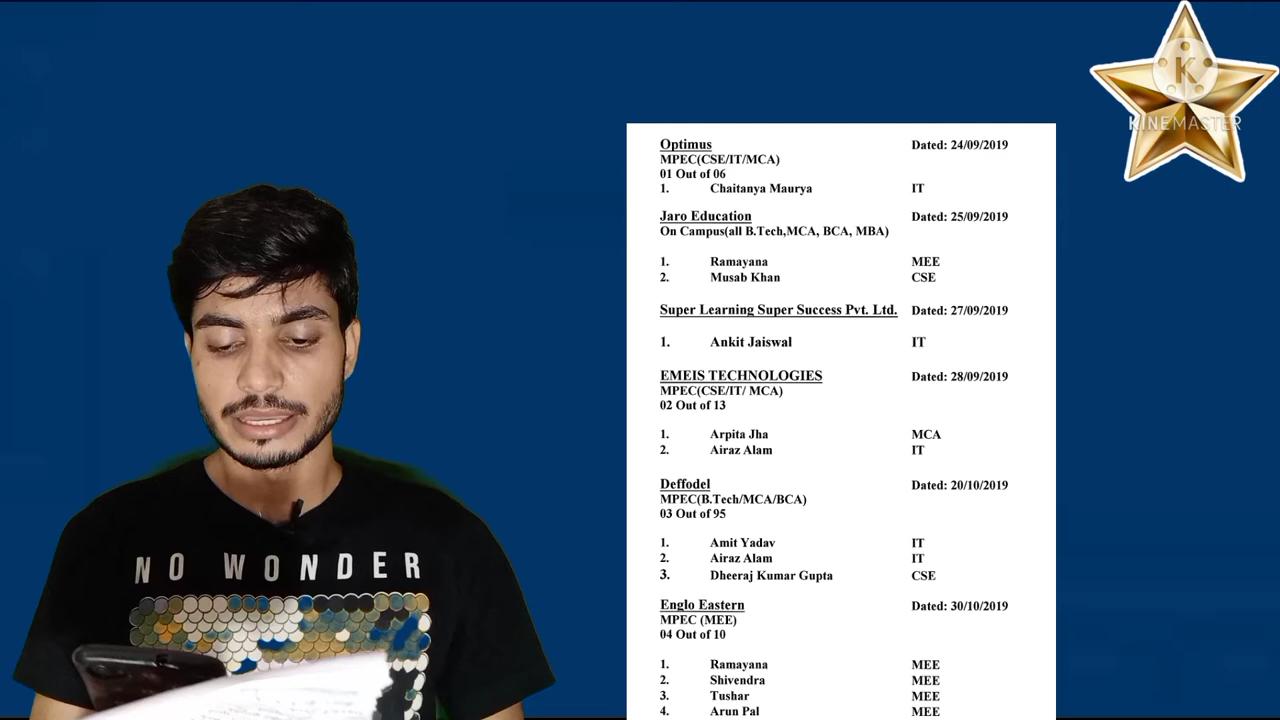 K
KINEMASTER
Optimus Dated: 24/09/2019
MPEC(CSE/IT/MCA)
01 Out of 06
1. Chaitanya Maurya IT
Jaro Education Dated: 25/09/2019
On Campus(all B.Tech,MCA, BCA, MBA)
1. Ramayana MEE
2. Musab Khan CSE
Super Learning Super Success Pvt. Ltd. Dated: 27/09/2019
1. Ankit Jaiswal IT
EMEIS TECHNOLOGIES Dated: 28/09/2019
MPEC(CSE/IT/ MCA)
02 Out of 13
1. Arpita Jha MCA
2. Airaz Alam IT
Deffodel Dated: 20/10/2019
MPEC(B.Tech/MCA/BCA)
03 Out of 95
1. Amit Yadav IT
2. Airaz Alam IT
3. Dheeraj Kumar Gupta CSE
Englo Eastern Dated: 30/10/2019
MPEC (MEE)
04 Out of 10
1. Ramayana MEE
2. Shivendra MEE
3. Tushar MEE
4. Arun Pal MEE
NO WONDER